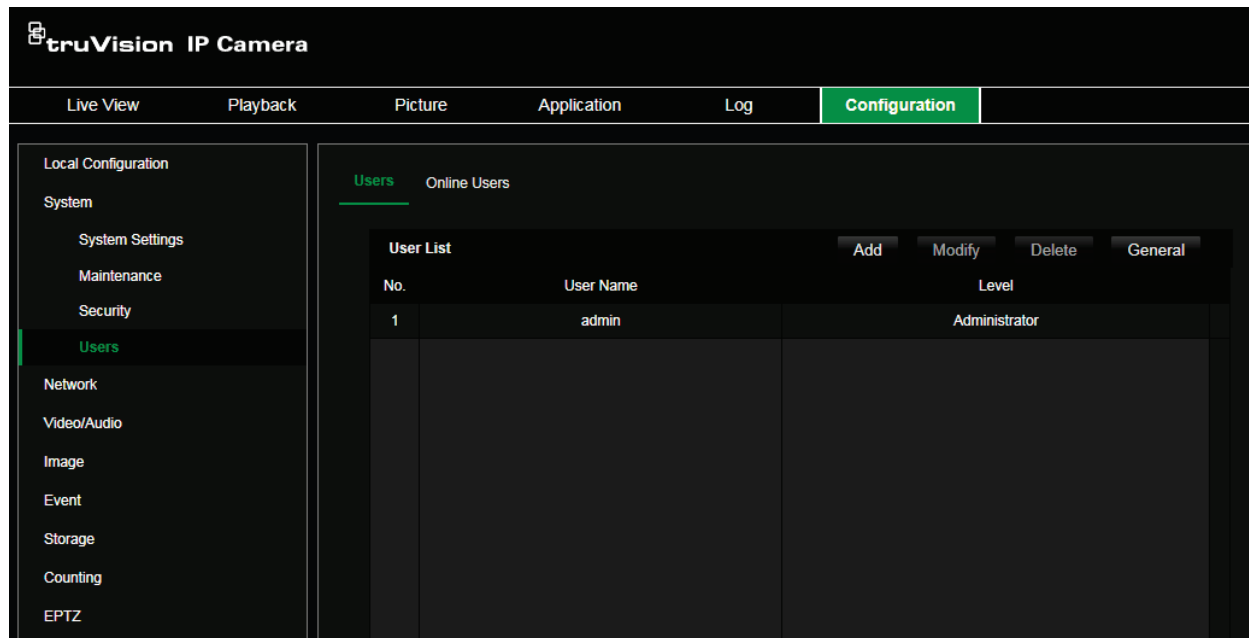 truVision IP Camera
Live View Playback Picture Application Log Configuration
Local Configuration
System
System Settings
Maintenance
Security
Users
Network
Video/Audio
Image
Event
Storage
Counting
EPTZ
Users Online Users
User List Add Modify Delete General
No. User Name Level
1 admin Administrator